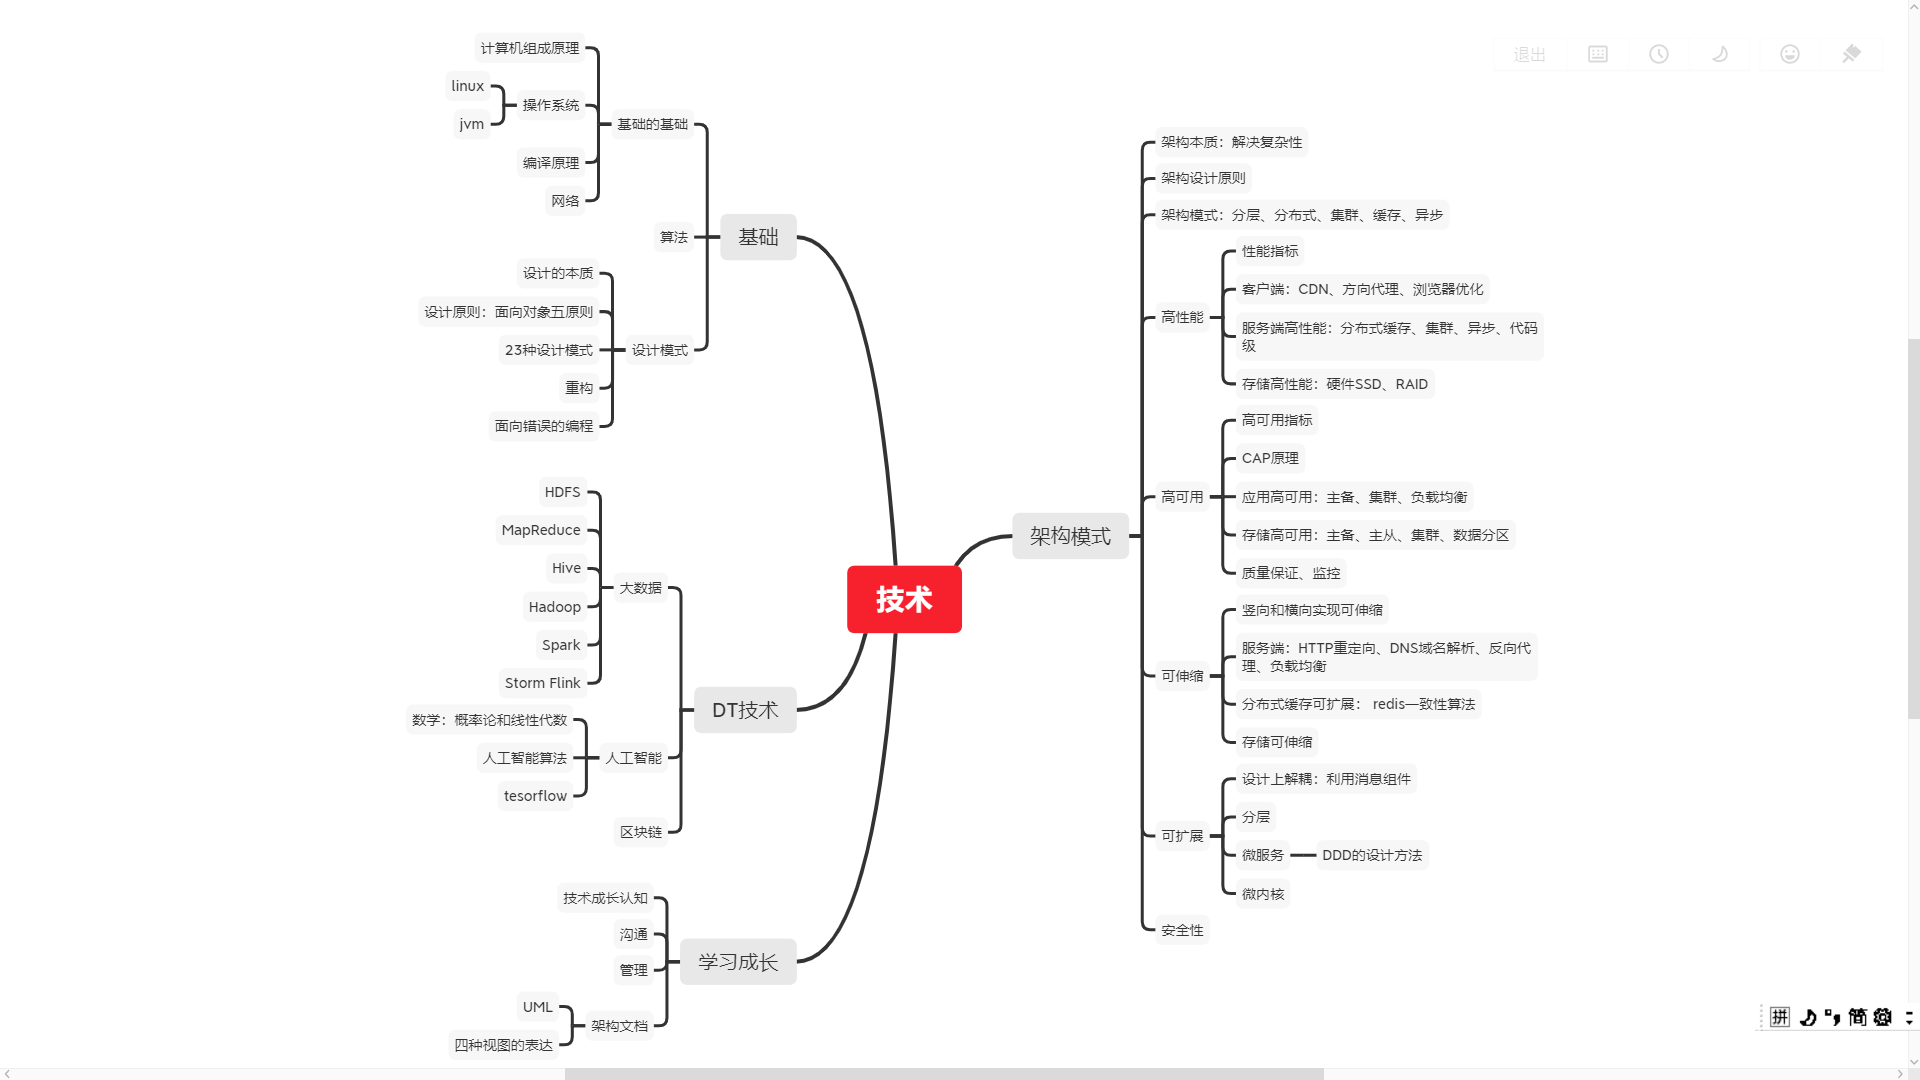 退出
计算机组成原理
linux
操作系统
jvm
基础的基础
编译原理
网络
算法
基础
设计的本质
设计原则：面向对象五原则
23种设计模式
设计模式
重构
面向错误的编程
HDFS
MapReduce
Hive
大数据
Hadoop
Spark
Storm Flink
数学：概率论和线性代数
人工智能算法
人工智能
tesorflow
区块链
DT技术
技术成长认知
沟通
管理
学习成长
UML
架构文档
四种视图的表达
技术
架构模式
架构本质：解决复杂性
架构设计原则
架构模式：分层、分布式、集群、缓存、异步
高性能
性能指标
客户端：CDN、方向代理、浏览器优化
服务端高性能：分布式缓存、集群、异步、代码
级
存储高性能：硬件SSD、RAID
高可用
高可用指标
CAP原理
应用高可用：主备、集群、负载均衡
存储高可用：主备、主从、集群、数据分区
质量保证、监控
可伸缩
竖向和横向实现可伸缩
服务端：HTTP重定向、DNS域名解析、反向代
理、负载均衡
分布式缓存可扩展： redis一致性算法
存储可伸缩
可扩展
设计上解耦：利用消息组件
分层
微服务
DDD的设计方法
微内核
安全性
拼 简